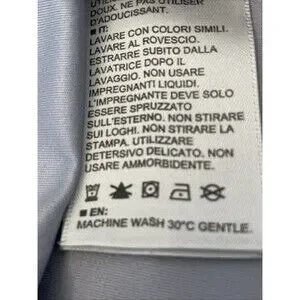 DOUX. NE PAS UTILISER
D'ADOUCISSANT.
■ IT:
LAVARE CON COLORI SIMILI.
LAVARE AL ROVESCIO.
ESTRARRE SUBITO DALLA
LAVATRICE DOPO IL
LAVAGGIO. NON USARE
IMPREGNANTI LIQUIDI.
L'IMPREGNANTE DEVE SOLO
ESSERE SPRUZZATO
SULL'ESTERNO. NON STIRARE
SUI LOGHI. NON STIRARE LA
STAMPA. UTILIZZARE
DETERSIVO DELICATO. NON
USARE AMMORBIDENTE.
■ EN:
MACHINE WASH 30°C GENTLE.